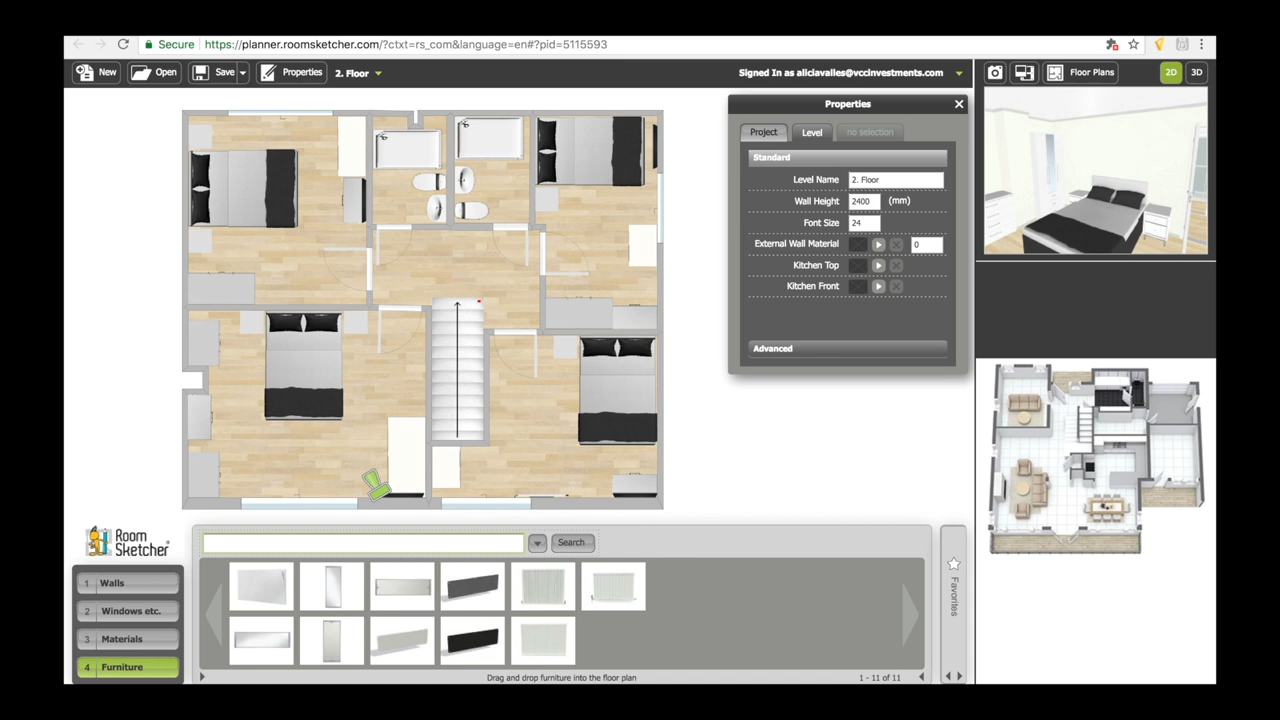 Secure https://planner.roomsketcher.com/?ctxt=rs_com&language=en#?pid=5115593
New Open Save Properties 2. Floor Signed In as aliciavalles@vccinvestments.com Floor Plans 2D 3D
Properties
Project Level no selection
Standard
Level Name 2. Floor
Wall Height 2400 (mm)
Font Size 24
External Wall Material 0
Kitchen Top
Kitchen Front
Advanced
Room
Sketcher
Search
1 Walls
2 Windows etc.
3 Materials
4 Furniture
Favorites
Drag and drop furniture into the floor plan 1 - 11 of 11